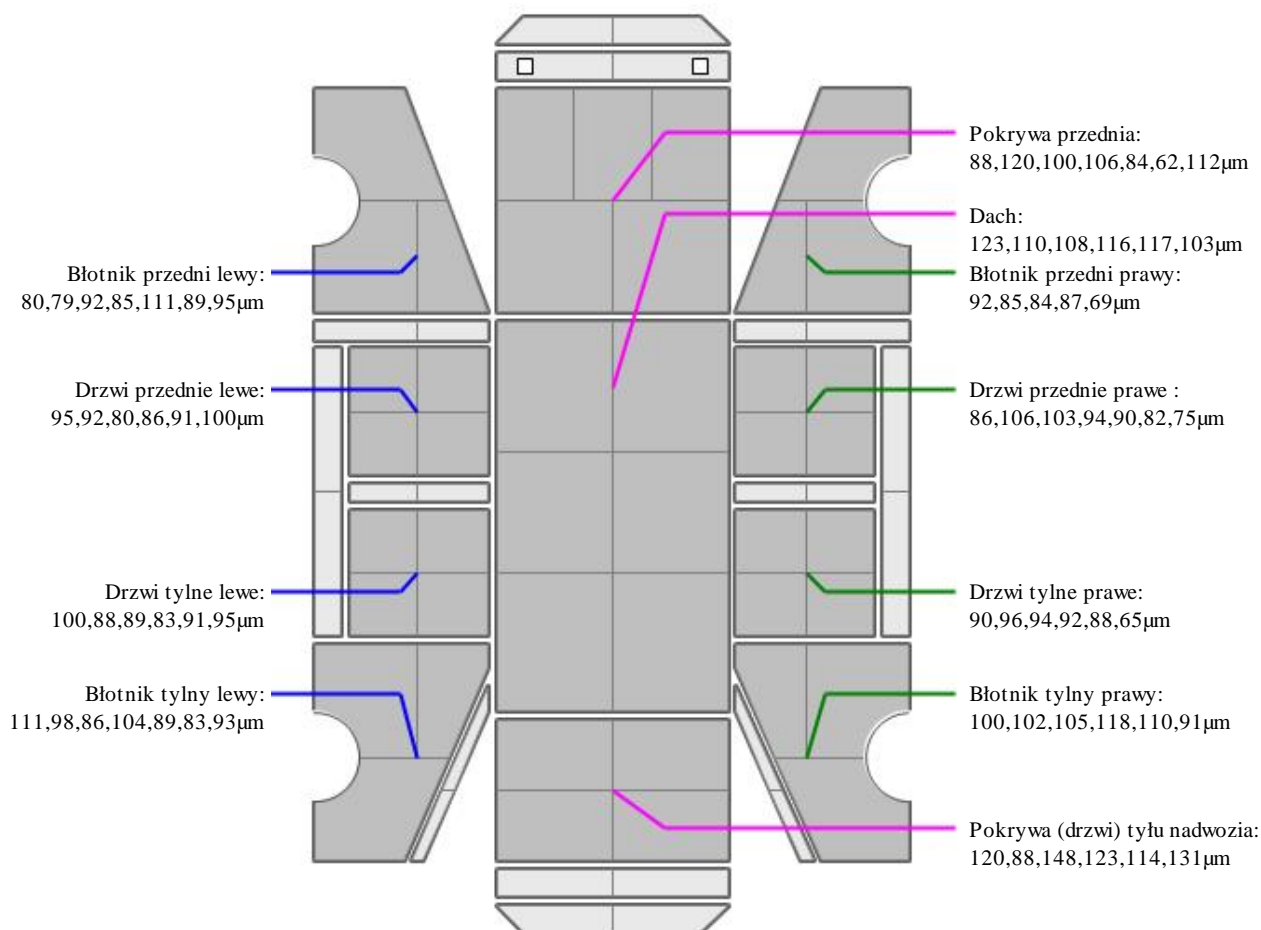 Pokrywa przednia:
88,120,100,106,84,62,112µm
Dach:
123,110,108,116,117,103µm
Błotnik przedni lewy:
80,79,92,85,111,89,95µm
Błotnik przedni prawy:
92,85,84,87,69µm
Drzwi przednie lewe:
95,92,80,86,91,100µm
Drzwi przednie prawe :
86,106,103,94,90,82,75µm
Drzwi tylne lewe:
100,88,89,83,91,95µm
Drzwi tylne prawe:
90,96,94,92,88,65µm
Błotnik tylny lewy:
111,98,86,104,89,83,93µm
Błotnik tylny prawy:
100,102,105,118,110,91µm
Pokrywa (drzwi) tyłu nadwozia:
120,88,148,123,114,131µm